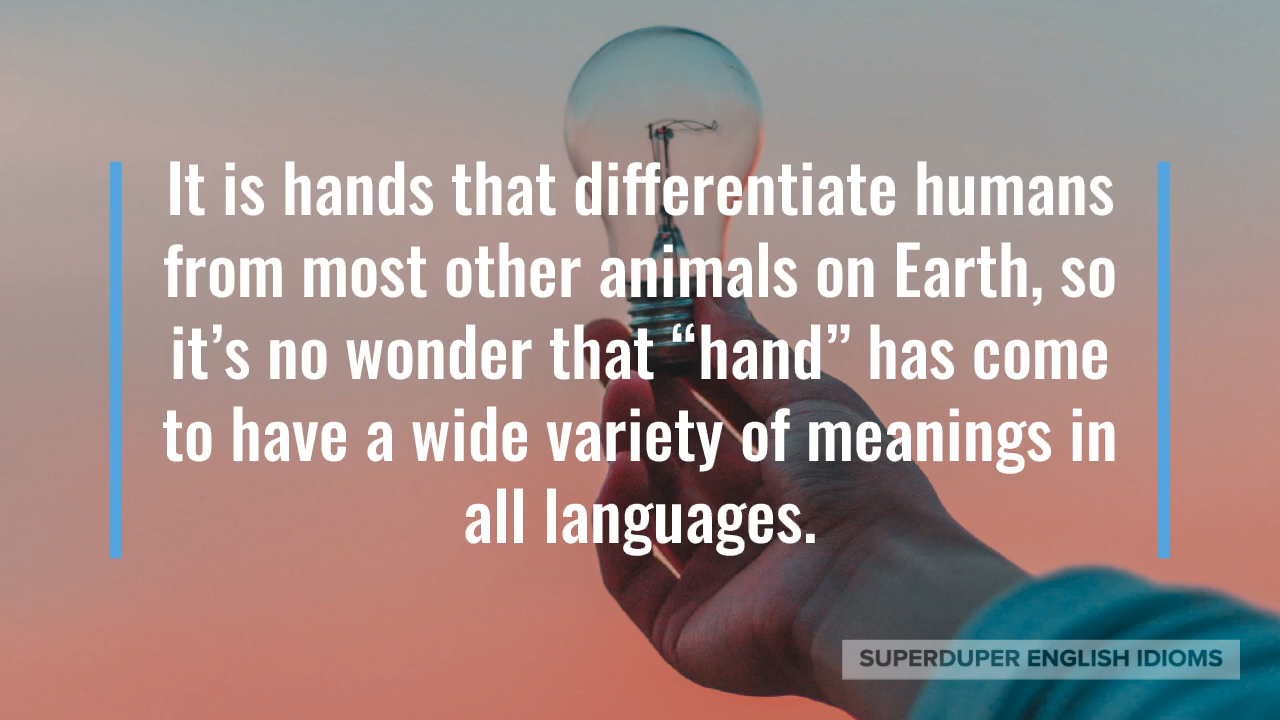 It is hands that differentiate humans
from most other animals on Earth, so
it’s no wonder that “hand” has come
to have a wide variety of meanings in
all languages.
SUPERDUPER ENGLISH IDIOMS